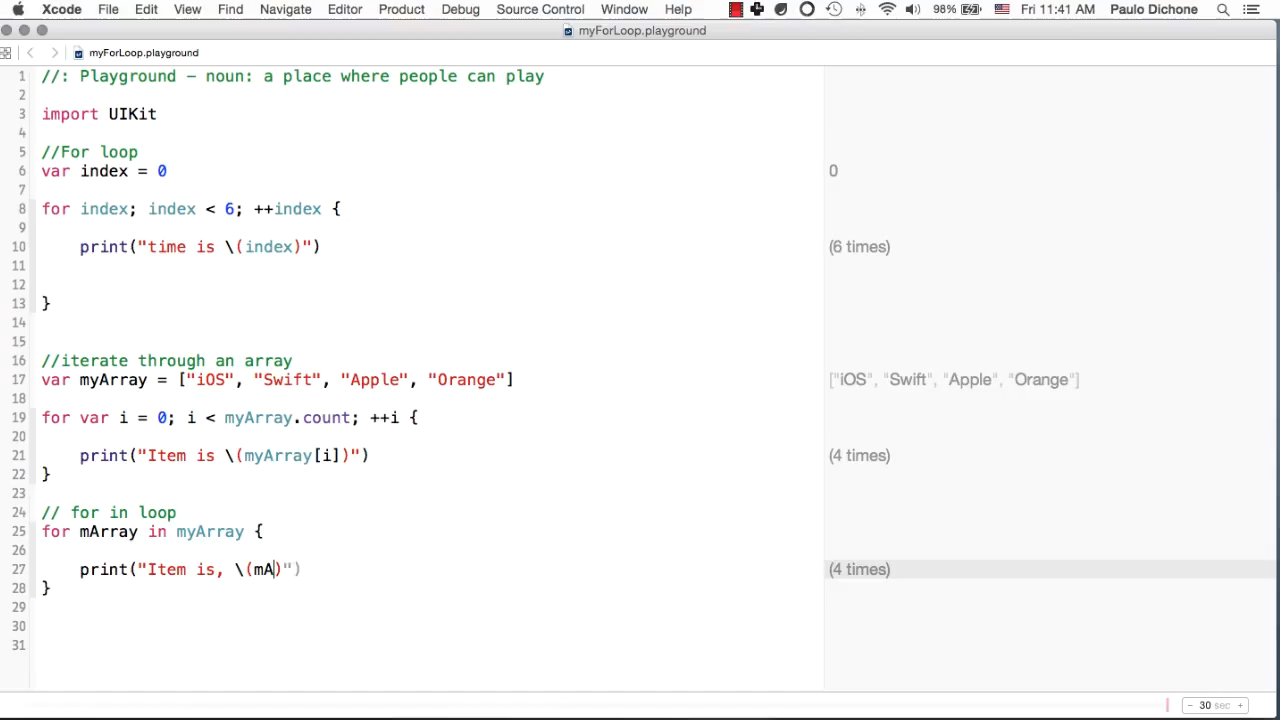 Xcode File Edit View Find Navigate Product Debug Source Control Window Help 98% Fri 11:41 AM Paulo Dichone
myForLoop.playground
myForLoop.playground
1 //: Playground - noun: a place where people can play
2
3 import UIKit
4
5 //For loop
6 var index = 0 0
7
8 for index; index < 6; ++index {
9
10 print("time is \(index)") (6 times)
11
12
13 }
14
15
16 //iterate through an array
17 var myArray = ["iOS", "Swift", "Apple", "Orange"] ["iOS", "Swift", "Apple", "Orange"]
18
19 for var i = 0; i < myArray.count; ++i {
20
21 print("Item is \(myArray[i])") (4 times)
22 }
23
24 // for in loop
25 for mArray in myArray {
26
27 print("Item is, \(mA)") (4 times)
28 }
29
30
31
- 30 sec +